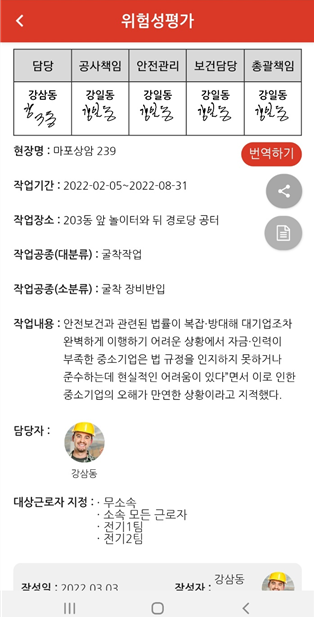 위험성평가
담당 공사책임 안전관리 보건담당 총괄책임
강삼동 강일동 강일동 강일동 강일동
현장명 : 마포상암 239
번역하기
작업기간 : 2022-02-05~2022-08-31
작업장소 : 203동 앞 놀이터와 뒤 경로당 공터
작업공종(대분류) : 굴착작업
작업공종(소분류) : 굴착 장비반입
작업내용 : 안전보건과 관련된 법률이 복잡·방대해 대기업조차
완벽하게 이행하기 어려운 상황에서 자금·인력이
부족한 중소기업은 법 규정을 인지하지 못하거나
준수하는데 현실적인 어려움이 있다"면서 이로 인한
중소기업의 오해가 만연한 상황이라고 지적했다.
담당자 :
강삼동
대상근로자 지정 : · 무소속
· 소속 모든 근로자
· 전기1팀
· 전기2팀
작성일 : 2022.03.03 작성자 : 강삼동